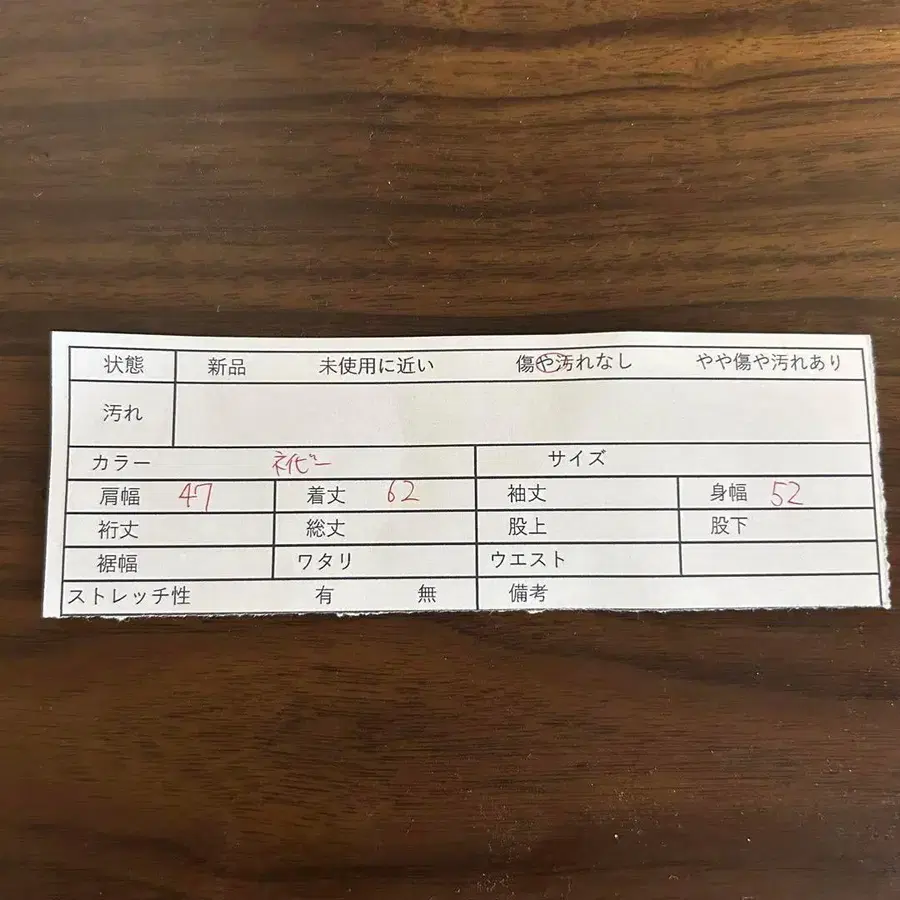 状態 新品 未使用に近い 傷や汚れなし やや傷や汚れあり
汚れ
カラー ネイビー サイズ
肩幅 47 着丈 62 袖丈 身幅 52
裄丈 総丈 股上 股下
裾幅 ワタリ ウエスト
ストレッチ性 有 無 備考